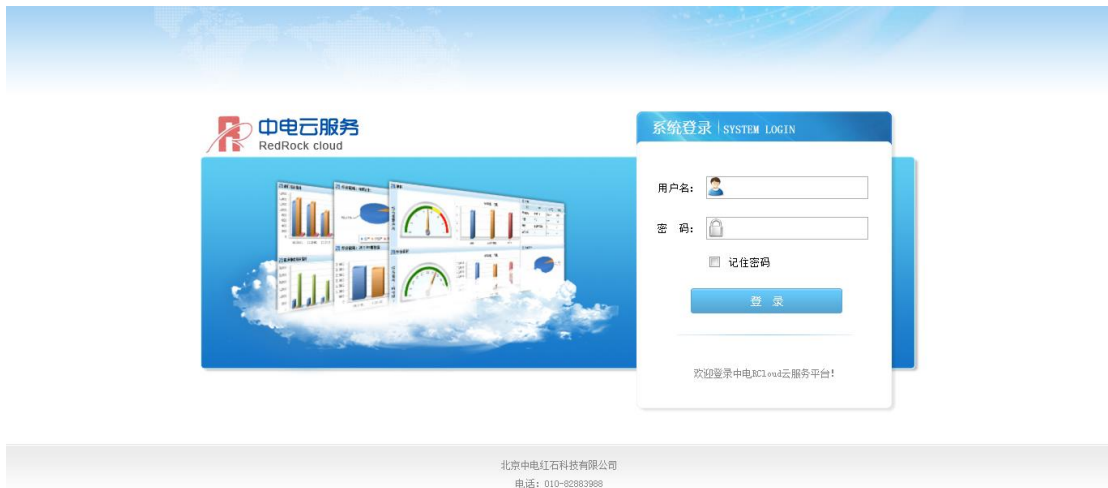 中电云服务
RedRock cloud
系统登录 SYSTEM LOGIN
用户名:
密 码:
记住密码
登 录
欢迎登录中电RCloud云服务平台!
北京中电红石科技有限公司
电话: 010-82883988